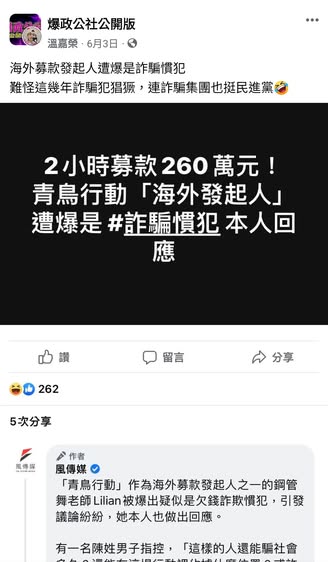 爆政公社公開版
溫嘉榮·6月3日·
海外募款發起人遭爆是詐騙慣犯
難怪這幾年詐騙犯猖獗，連詐騙集團也挺民進黨🤣
2小時募款260萬元！
青鳥行動「海外發起人」
遭爆是 #詐騙慣犯 本人回
應
讚 留言 分享
262
5次分享
風傳媒
作者
風傳媒
「青鳥行動」作為海外募款發起人之一的鋼管
舞老師Lilian被爆出疑似是欠錢詐欺慣犯，引發
議論紛紛，她本人也做出回應。
有一名陳姓男子指控，「這樣的人還能騙社會